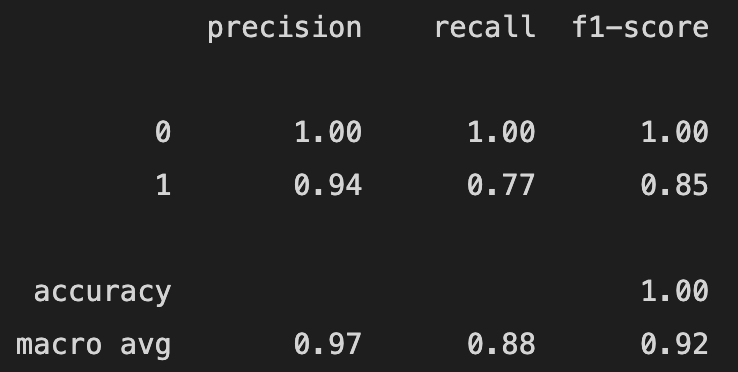 precision recall f1-score
0 1.00 1.00 1.00
1 0.94 0.77 0.85
accuracy 1.00
macro avg 0.97 0.88 0.92